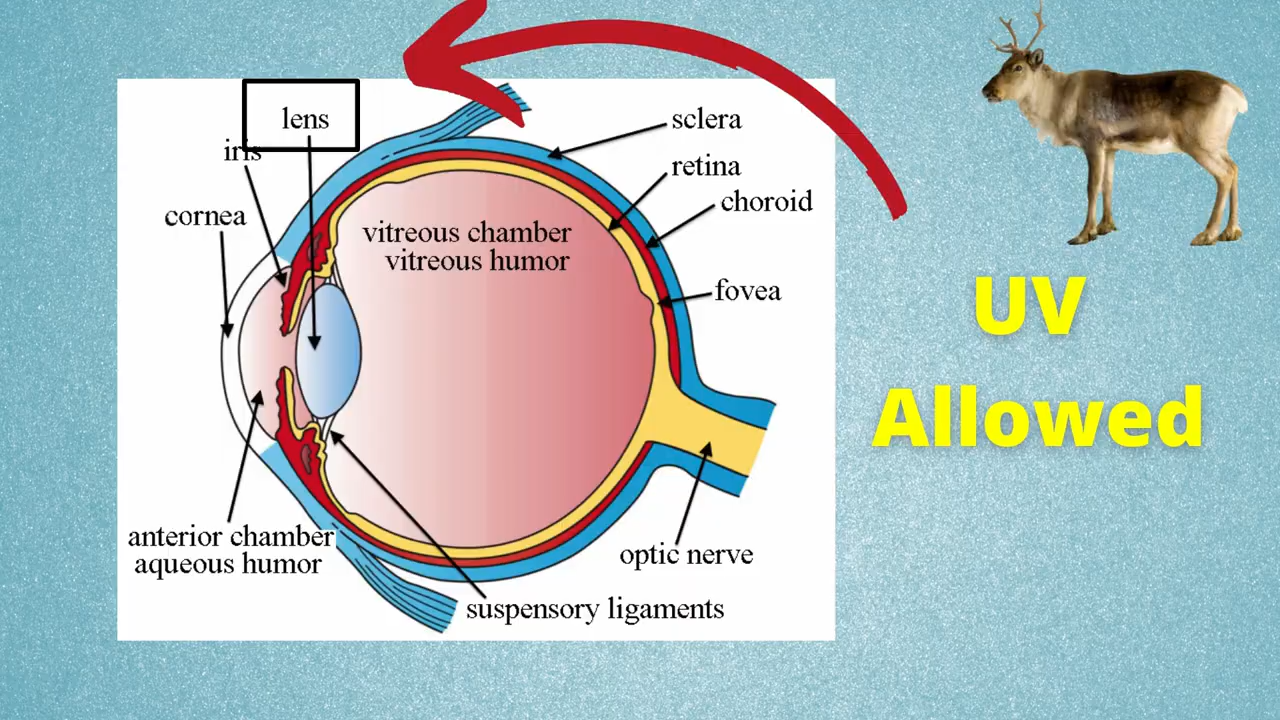 lens
iris
cornea
sclera
retina
choroid
vitreous chamber
vitreous humor
fovea
anterior chamber
aqueous humor
optic nerve
suspensory ligaments
UV
Allowed